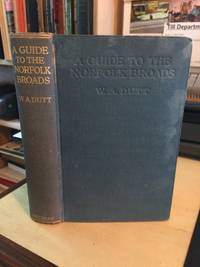 A GUIDE
TO THE
NORFOLK
BROADS
W.A. DUTT
A GUIDE TO THE
NORFOLK BROADS
W. A. DUTT
Till Department